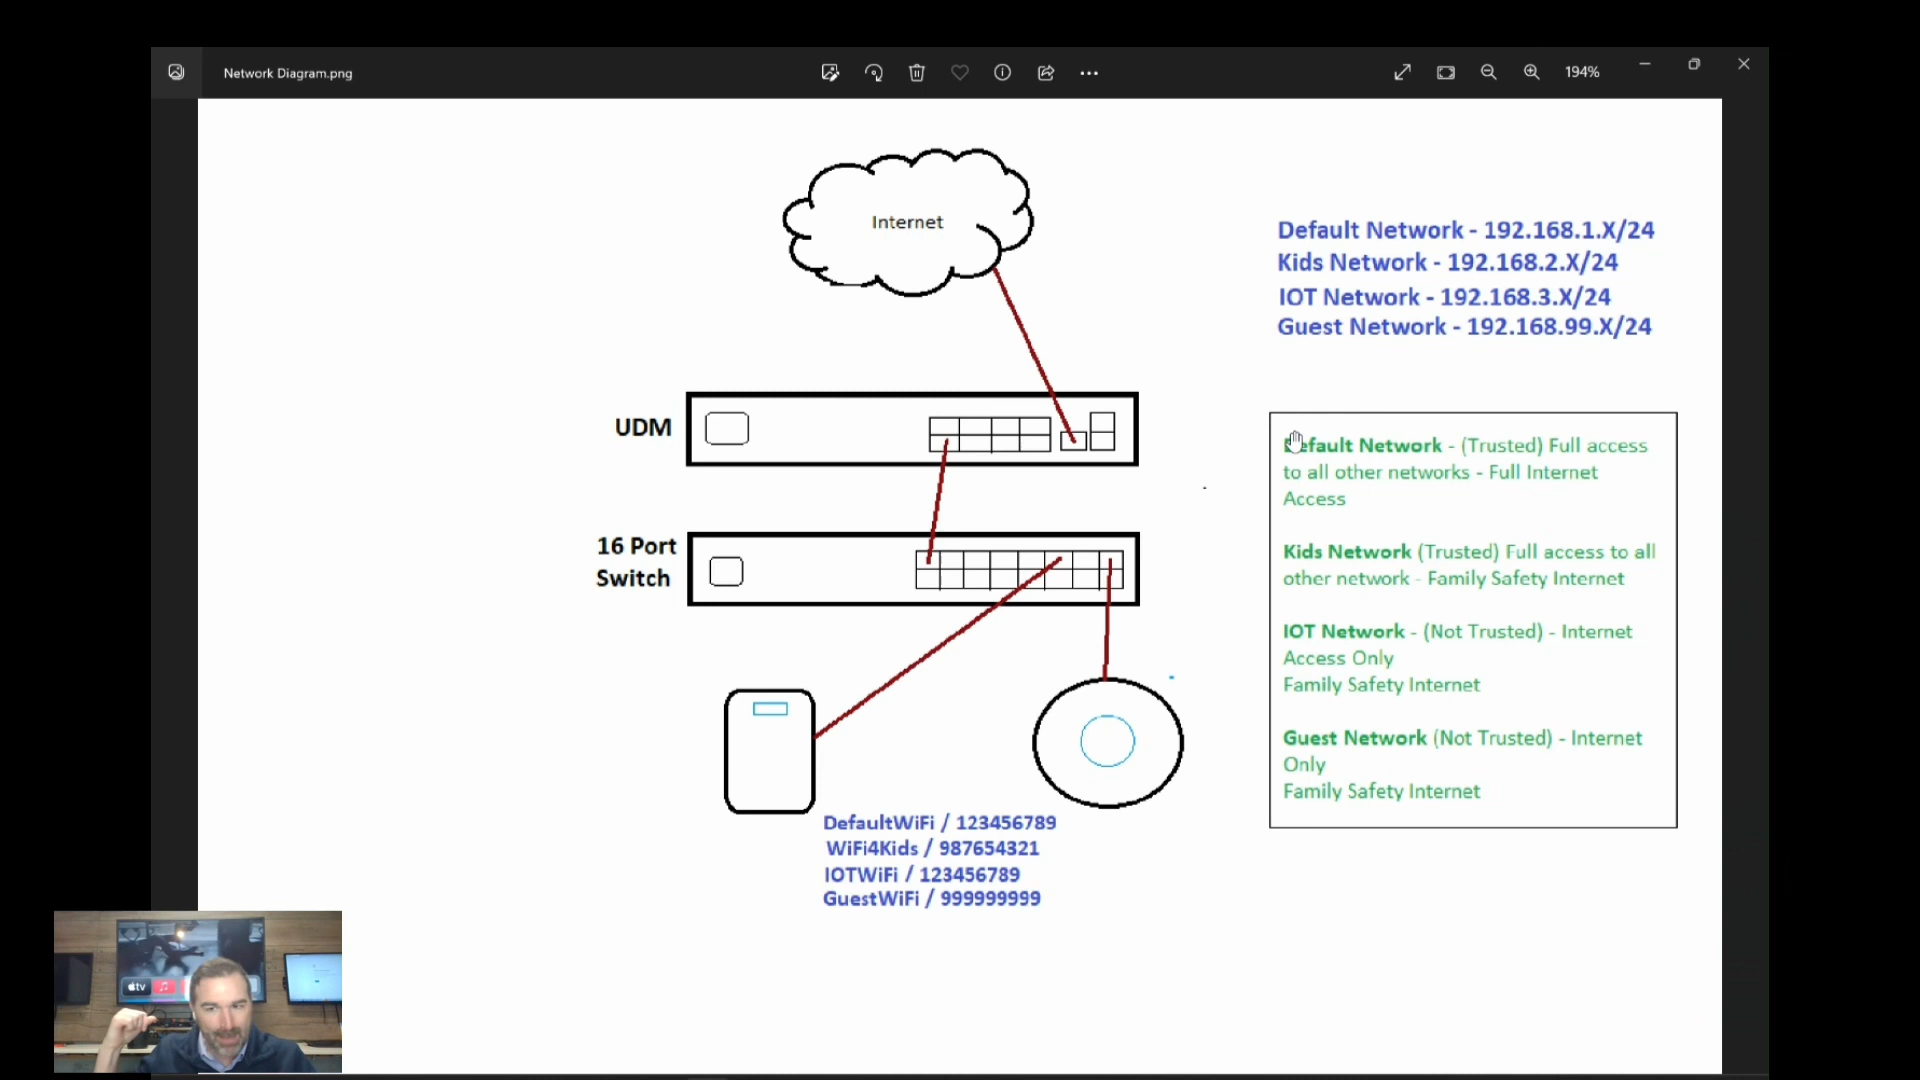 Network Diagram.png
194%
Internet
Default Network - 192.168.1.X/24
Kids Network - 192.168.2.X/24
IOT Network - 192.168.3.X/24
Guest Network - 192.168.99.X/24
UDM
16 Port
Switch
Default Network - (Trusted) Full access
to all other networks - Full Internet
Access
Kids Network (Trusted) Full access to all
other network - Family Safety Internet
IOT Network - (Not Trusted) - Internet
Access Only
Family Safety Internet
Guest Network (Not Trusted) - Internet
Only
Family Safety Internet
DefaultWiFi / 123456789
WiFi4Kids / 987654321
IOTWiFi / 123456789
GuestWiFi / 999999999
tv